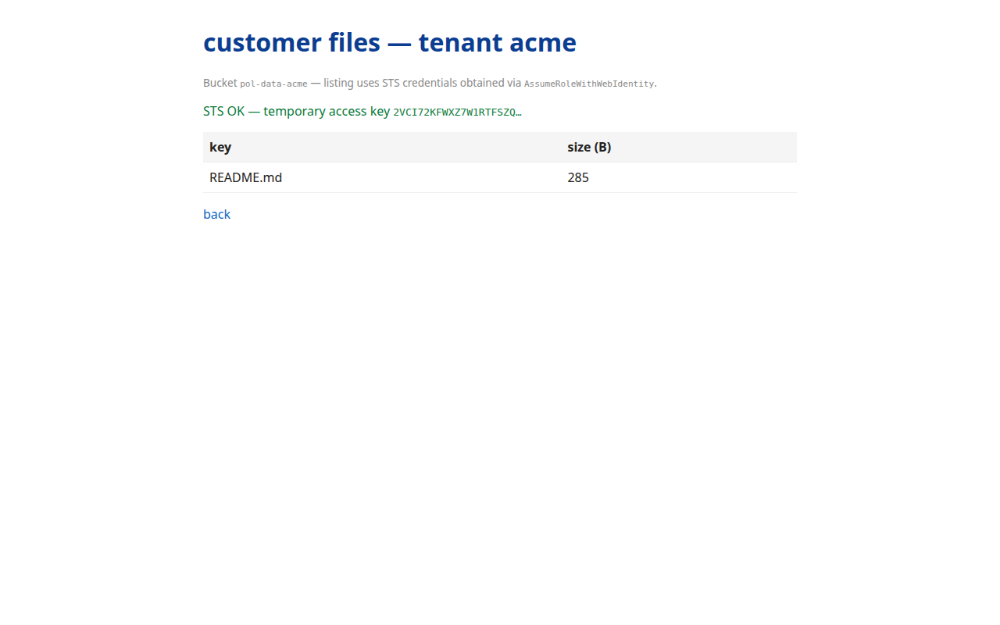 customer files — tenant acme
Bucket pol-data-acme — listing uses STS credentials obtained via AssumeRoleWithWebIdentity.
STS OK — temporary access key 2VCI72KFWXZ7W1RTFSZQ…
key size (B)
README.md 285
back